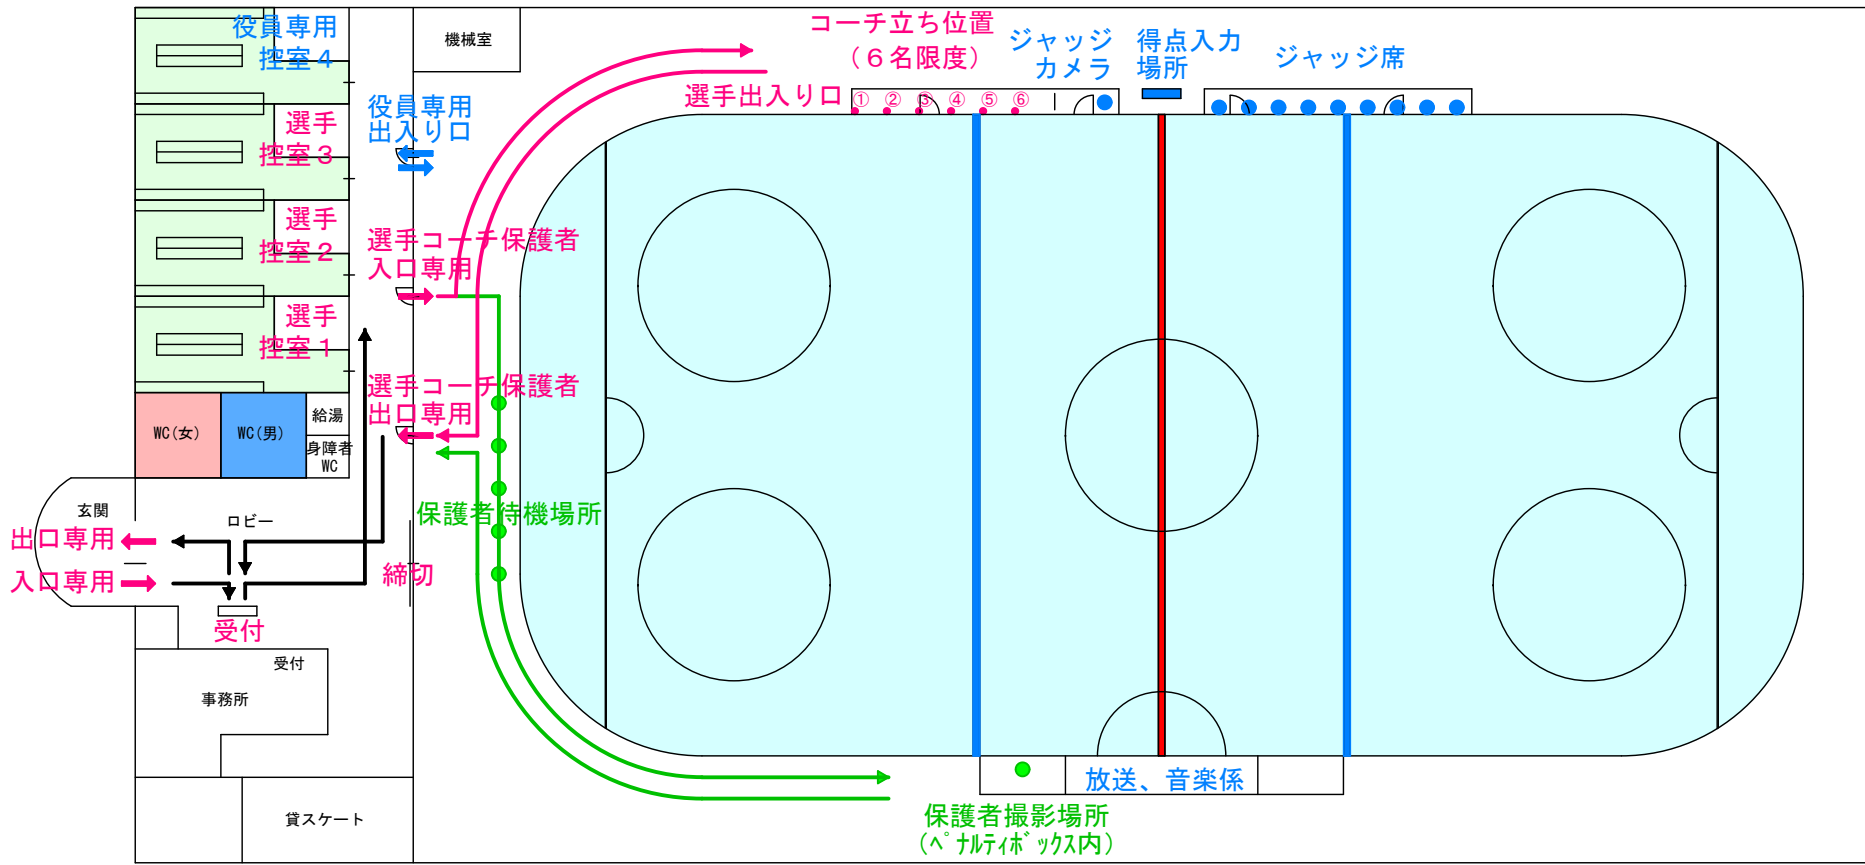 役員専用
控室４
機械室
コーチ立ち位置
（６名限度）
ジャッジ
カメラ
得点入力
場所
ジャッジ席
選手出入り口
① ② ③ ④ ⑤ ⑥
役員専用
出入り口
選手
控室３
選手
控室２
選手コーチ保護者
入口専用
選手
控室１
選手コーチ保護者
出口専用
WC(女)
WC(男)
給湯
身障者
WC
玄関
ロビー
出口専用
入口専用
保護者待機場所
締切
受付
受付
事務所
貸スケート
放送、音楽係
保護者撮影場所
(ﾍﾟﾅﾙﾃｨﾎﾞｯｸｽ内)